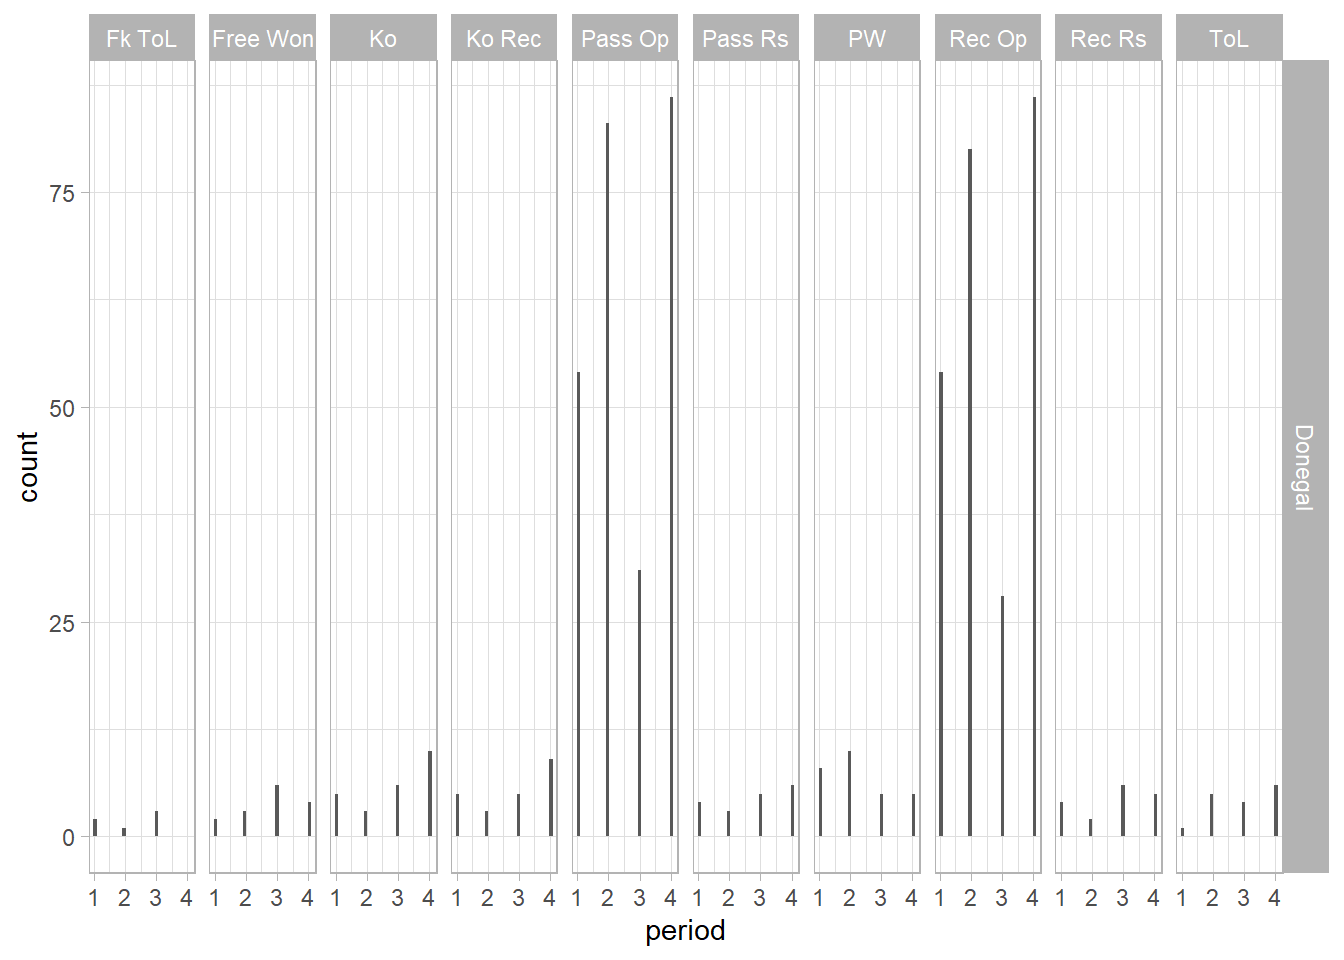 Fk ToL Free Won Ko Ko Rec Pass Op Pass Rs PW Rec Op Rec Rs ToL
75
50
25
0
count
Donegal
1 2 3 4 1 2 3 4 1 2 3 4 1 2 3 4 1 2 3 4 1 2 3 4 1 2 3 4 1 2 3 4 1 2 3 4 1 2 3 4
period